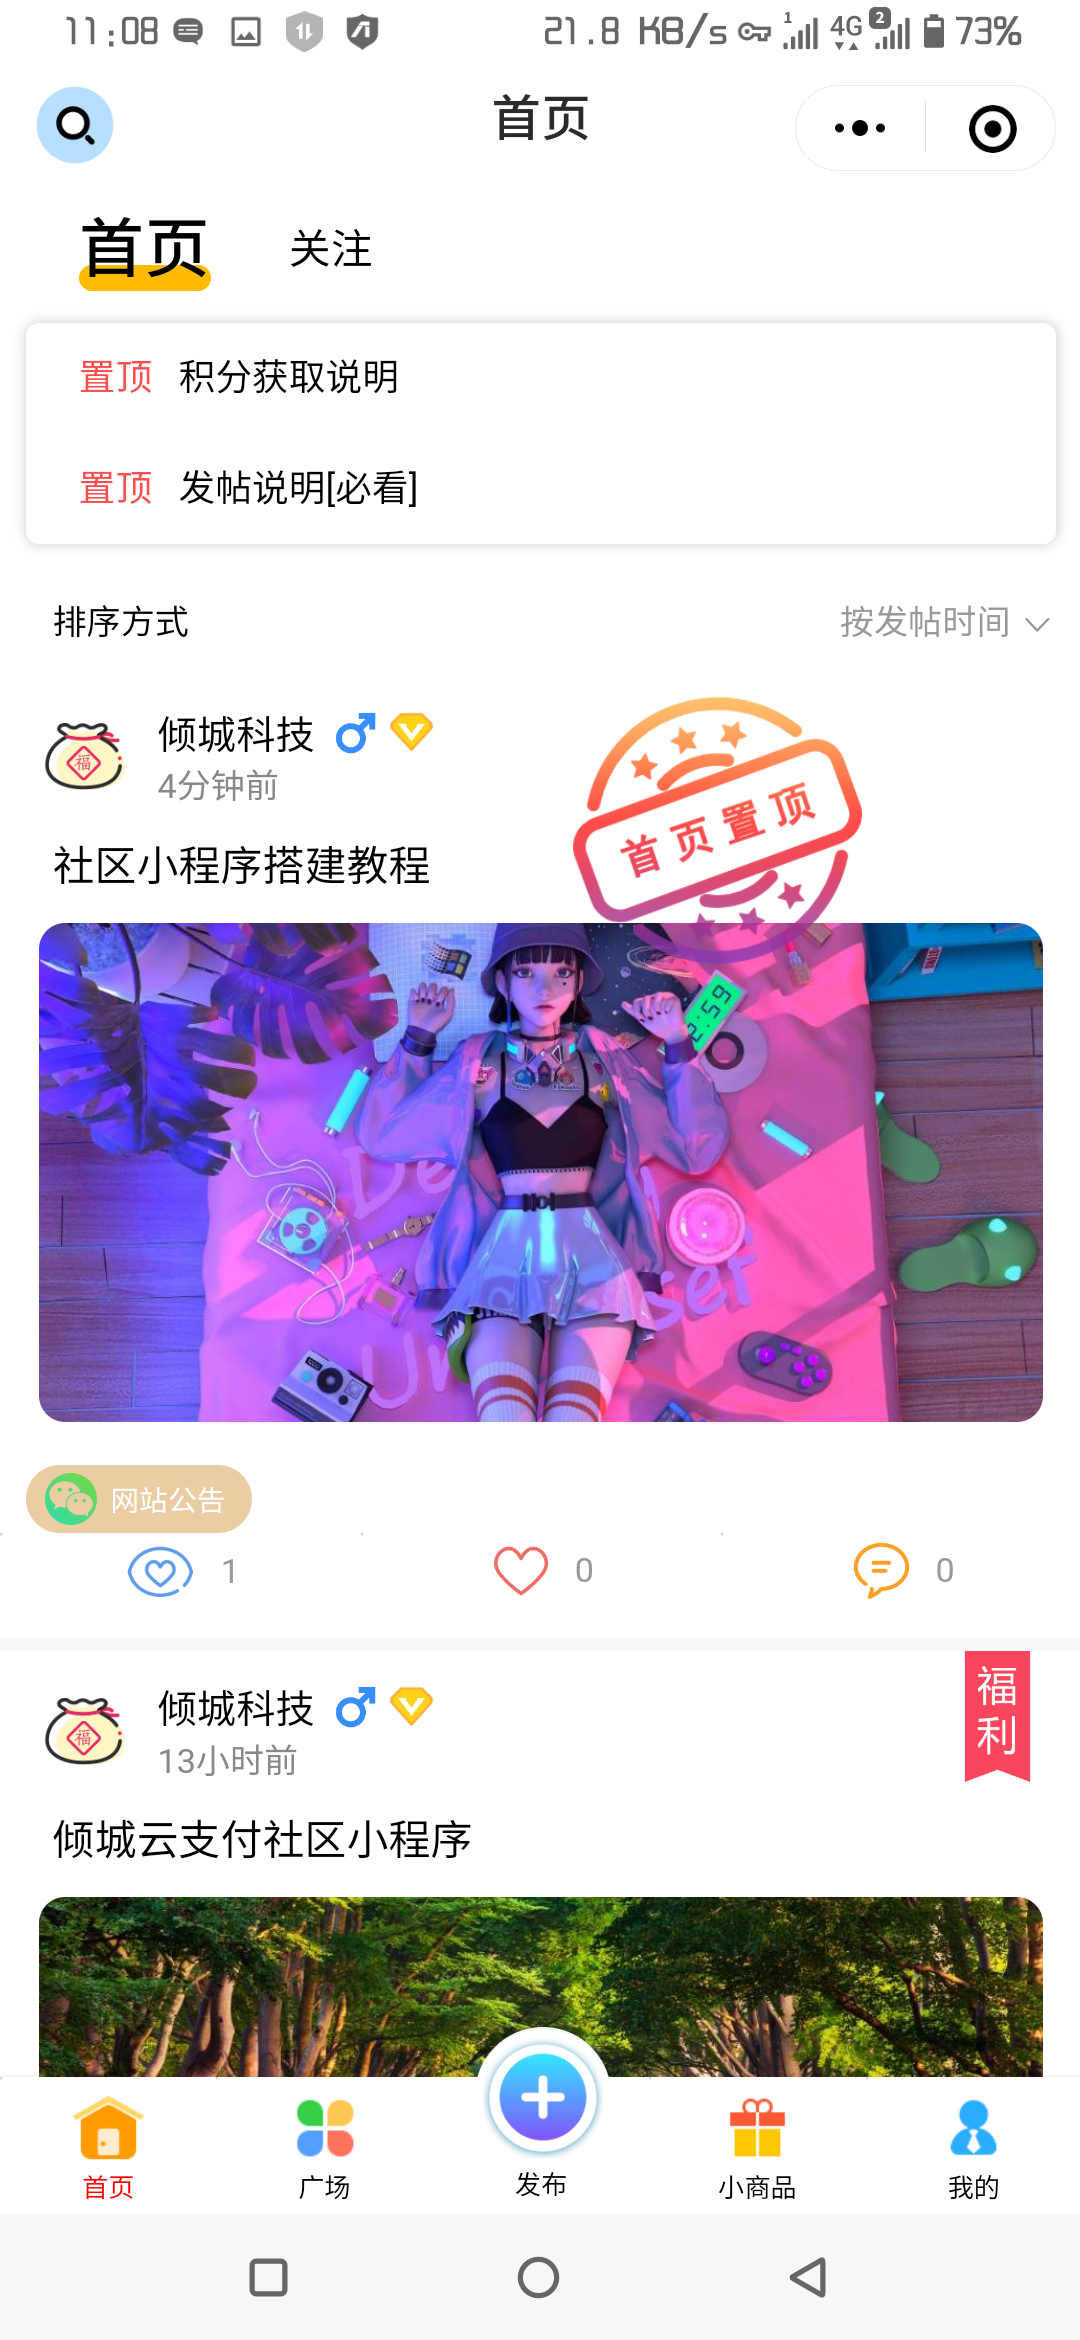 11:08 21.8 KB/s 1 4G 2 73%
首页
首页 关注
置顶 积分获取说明
置顶 发帖说明[必看]
排序方式 按发帖时间
倾城科技
4分钟前
首页置顶
社区小程序搭建教程
2:59
网站公告
1 0 0
福利
倾城科技
13小时前
倾城云支付社区小程序
首页 广场 发布 小商品 我的